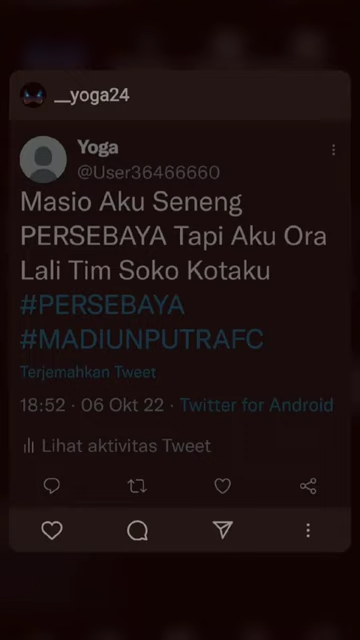 __yoga24
Yoga
@User36466660
Masio Aku Seneng
PERSEBAYA Tapi Aku Ora
Lali Tim Soko Kotaku
#PERSEBAYA
#MADIUNPUTRAFC
Terjemahkan Tweet
18:52 · 06 Okt 22 · Twitter for Android
Lihat aktivitas Tweet